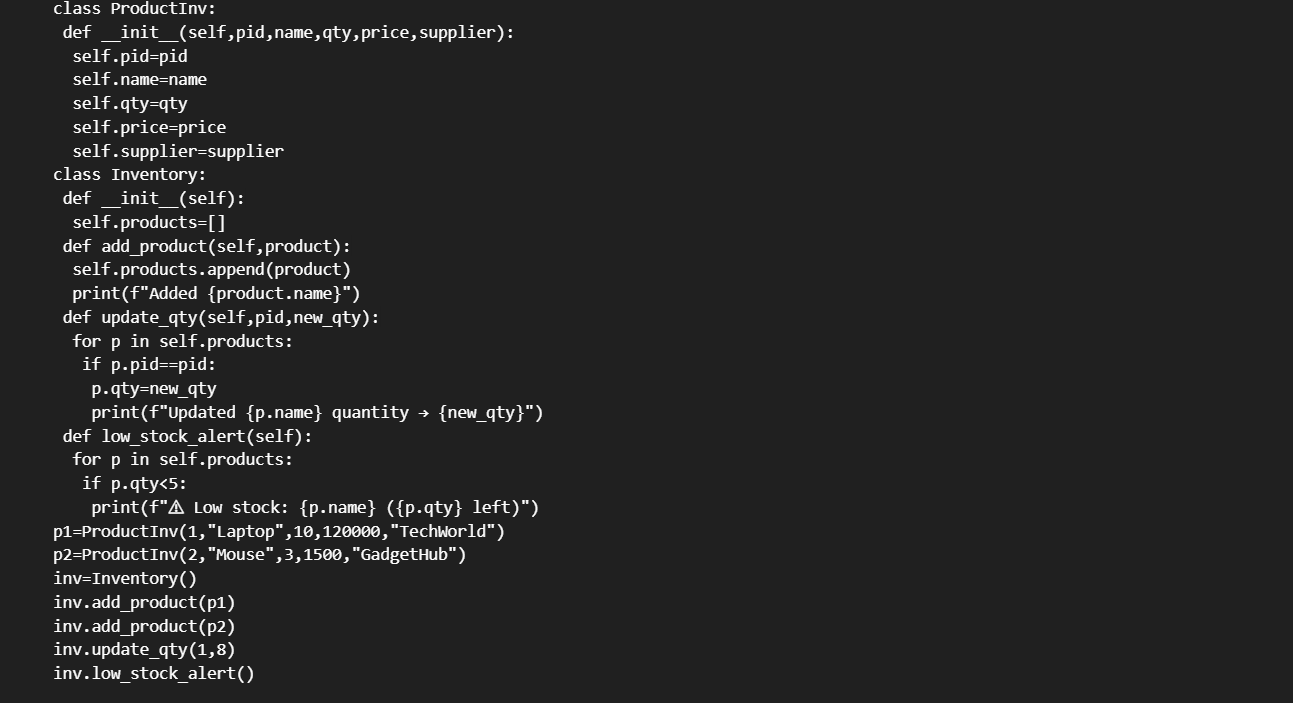 class ProductInv:
 def __init__(self,pid,name,qty,price,supplier):
  self.pid=pid
  self.name=name
  self.qty=qty
  self.price=price
  self.supplier=supplier
class Inventory:
 def __init__(self):
  self.products=[]
 def add_product(self,product):
  self.products.append(product)
  print(f"Added {product.name}")
 def update_qty(self,pid,new_qty):
  for p in self.products:
   if p.pid==pid:
    p.qty=new_qty
    print(f"Updated {p.name} quantity → {new_qty}")
 def low_stock_alert(self):
  for p in self.products:
   if p.qty<5:
    print(f"⚠ Low stock: {p.name} ({p.qty} left)")
p1=ProductInv(1,"Laptop",10,120000,"TechWorld")
p2=ProductInv(2,"Mouse",3,1500,"GadgetHub")
inv=Inventory()
inv.add_product(p1)
inv.add_product(p2)
inv.update_qty(1,8)
inv.low_stock_alert()